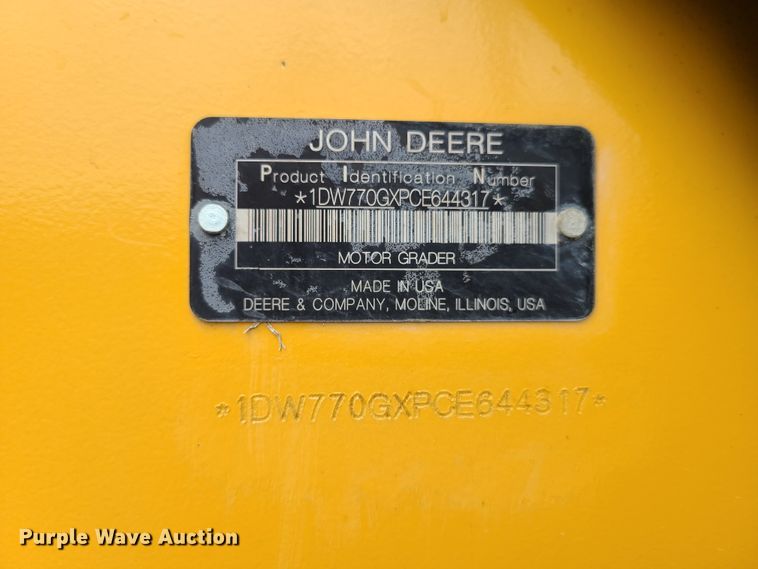 JOHN DEERE
Product Identification Number
*1DW770GXPCE644317*
MOTOR GRADER
MADE IN USA
DEERE & COMPANY, MOLINE, ILLINOIS, USA
*1DW770GXPCE644317*
Purple Wave Auction